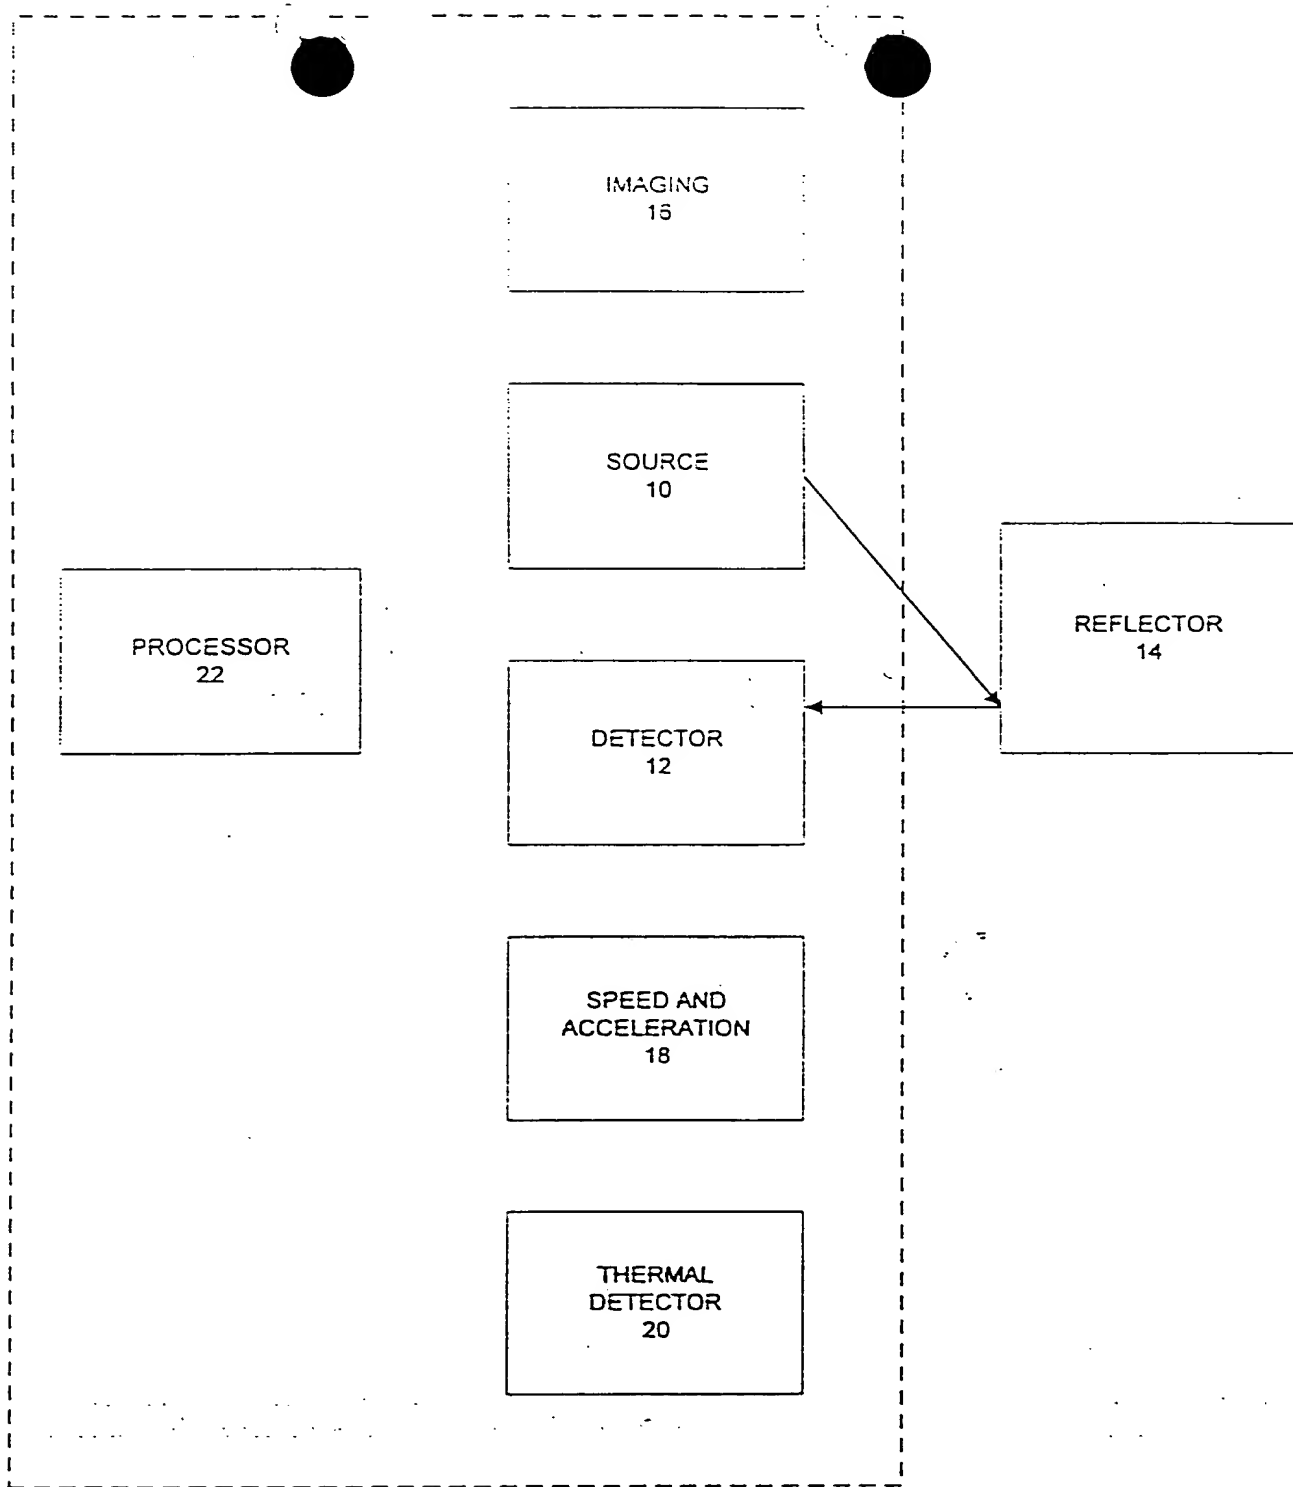 IMAGING
16
SOURCE
10
PROCESSOR
22
REFLECTOR
14
DETECTOR
12
SPEED AND
ACCELERATION
18
THERMAL
DETECTOR
20